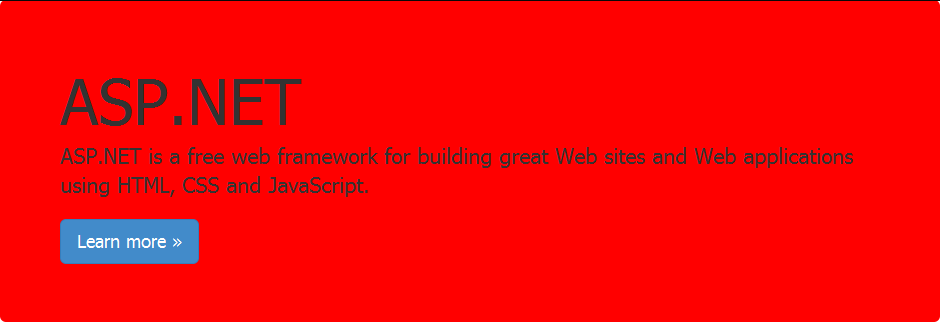 ASP.NET
ASP.NET is a free web framework for building great Web sites and Web applications
using HTML, CSS and JavaScript.
Learn more »